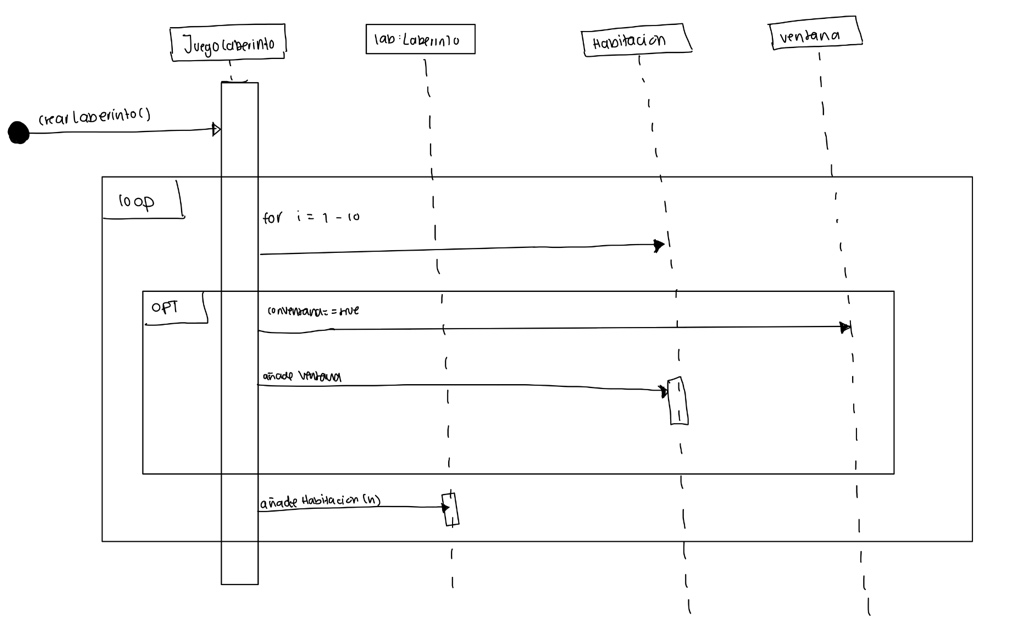 JuegoLaberinto
lab:Laberinto
Habitacion
ventana
crearLaberinto()
loop
for i = 1 - 10
OPT
conventana==true
añade ventana
añade Habitacion(n)